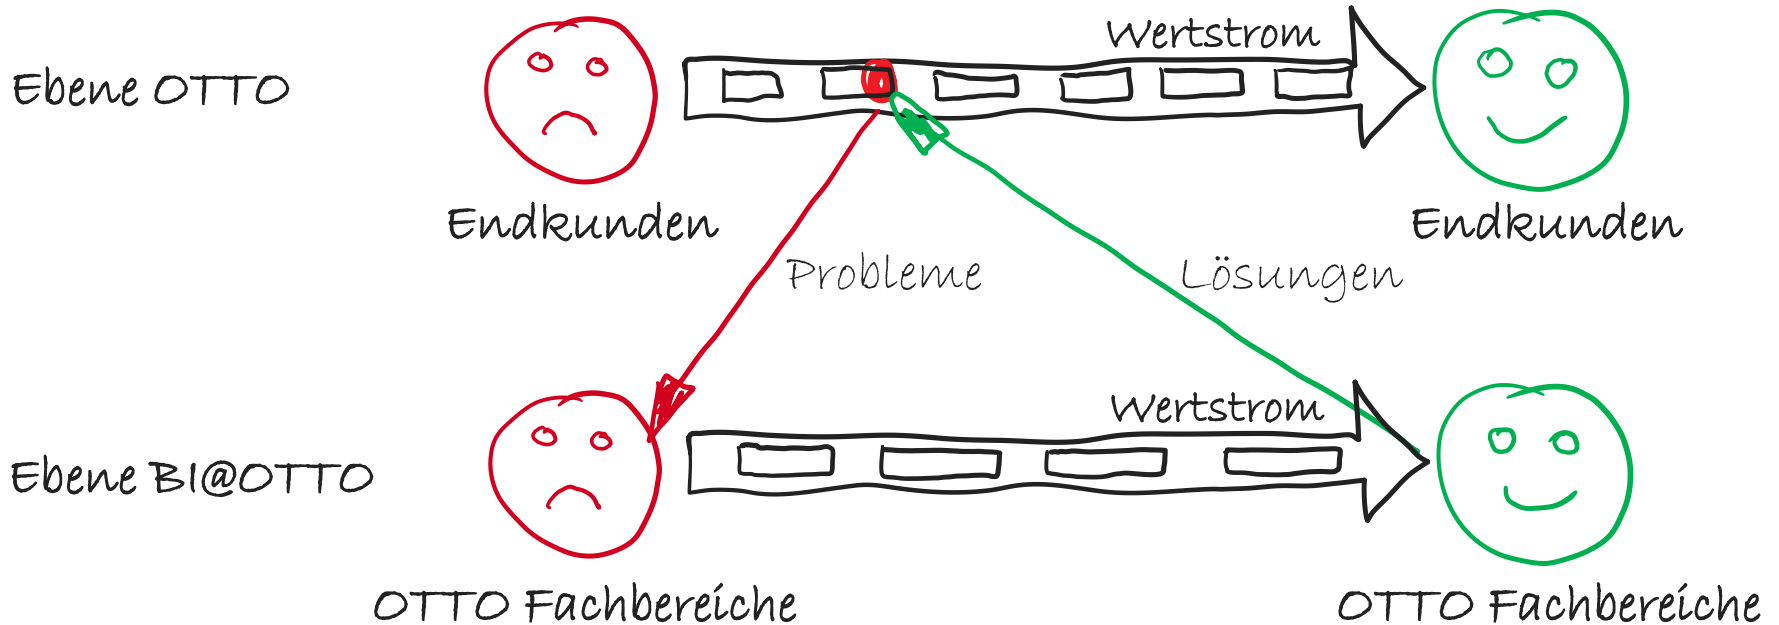 Wertstrom
Ebene OTTO
Endkunden
Endkunden
Probleme
Lösungen
Wertstrom
Ebene BI@OTTO
OTTO Fachbereiche
OTTO Fachbereiche